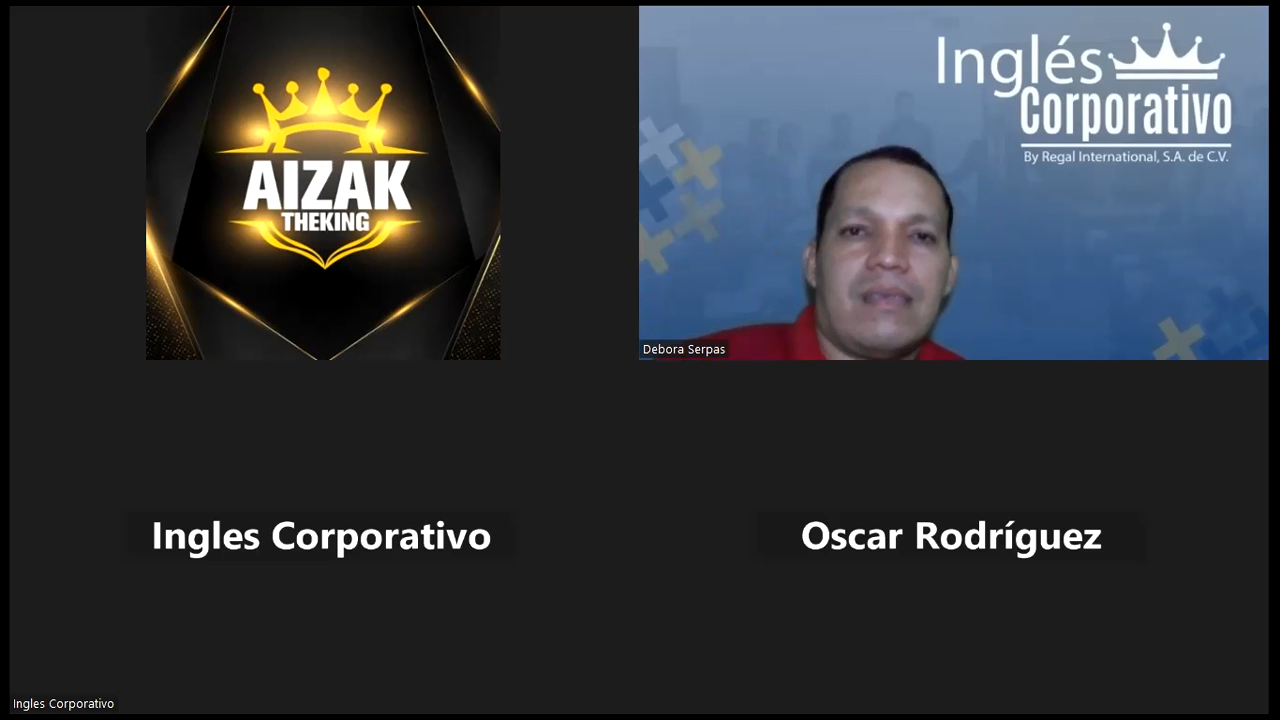 AIZAK
THEKING
Inglés
Corporativo
By Regal International, S.A. de C.V.
Debora Serpas
Ingles Corporativo
Oscar Rodríguez
Ingles Corporativo